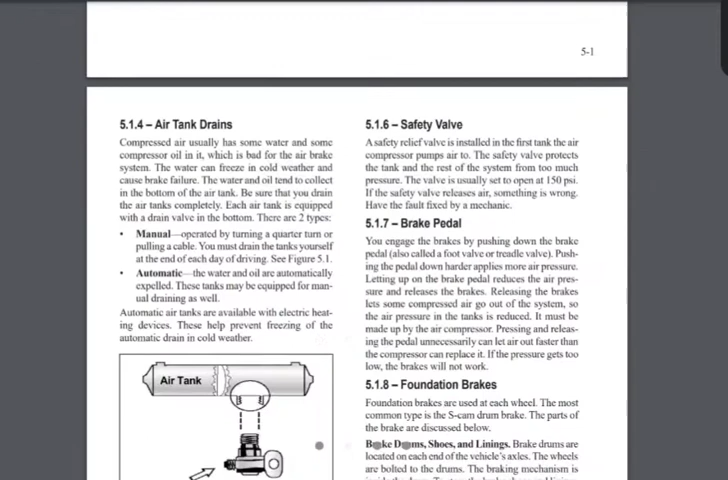 5-1
5.1.4 – Air Tank Drains
Compressed air usually has some water and some
compressor oil in it, which is bad for the air brake
system. The water can freeze in cold weather and
cause brake failure. The water and oil tend to collect
in the bottom of the air tank. Be sure that you drain
the air tanks completely. Each air tank is equipped
with a drain valve in the bottom. There are 2 types:
• Manual—operated by turning a quarter turn or
pulling a cable. You must drain the tanks yourself
at the end of each day of driving. See Figure 5.1.
• Automatic—the water and oil are automatically
expelled. These tanks may be equipped for man-
ual draining as well.
Automatic air tanks are available with electric heat-
ing devices. These help prevent freezing of the
automatic drain in cold weather.
Air Tank
5.1.6 – Safety Valve
A safety relief valve is installed in the first tank the air
compressor pumps air to. The safety valve protects
the tank and the rest of the system from too much
pressure. The valve is usually set to open at 150 psi.
If the safety valve releases air, something is wrong.
Have the fault fixed by a mechanic.
5.1.7 – Brake Pedal
You engage the brakes by pushing down the brake
pedal (also called a foot valve or treadle valve). Push-
ing the pedal down harder applies more air pressure.
Letting up on the brake pedal reduces the air pres-
sure and releases the brakes. Releasing the brakes
lets some compressed air go out of the system, so
the air pressure in the tanks is reduced. It must be
made up by the air compressor. Pressing and releas-
ing the pedal unnecessarily can let air out faster than
the compressor can replace it. If the pressure gets too
low, the brakes will not work.
5.1.8 – Foundation Brakes
Foundation brakes are used at each wheel. The most
common type is the S-cam drum brake. The parts of
the brake are discussed below.
Brake Drums, Shoes, and Linings. Brake drums are
located on each end of the vehicle's axles. The wheels
are bolted to the drums. The braking mechanism is